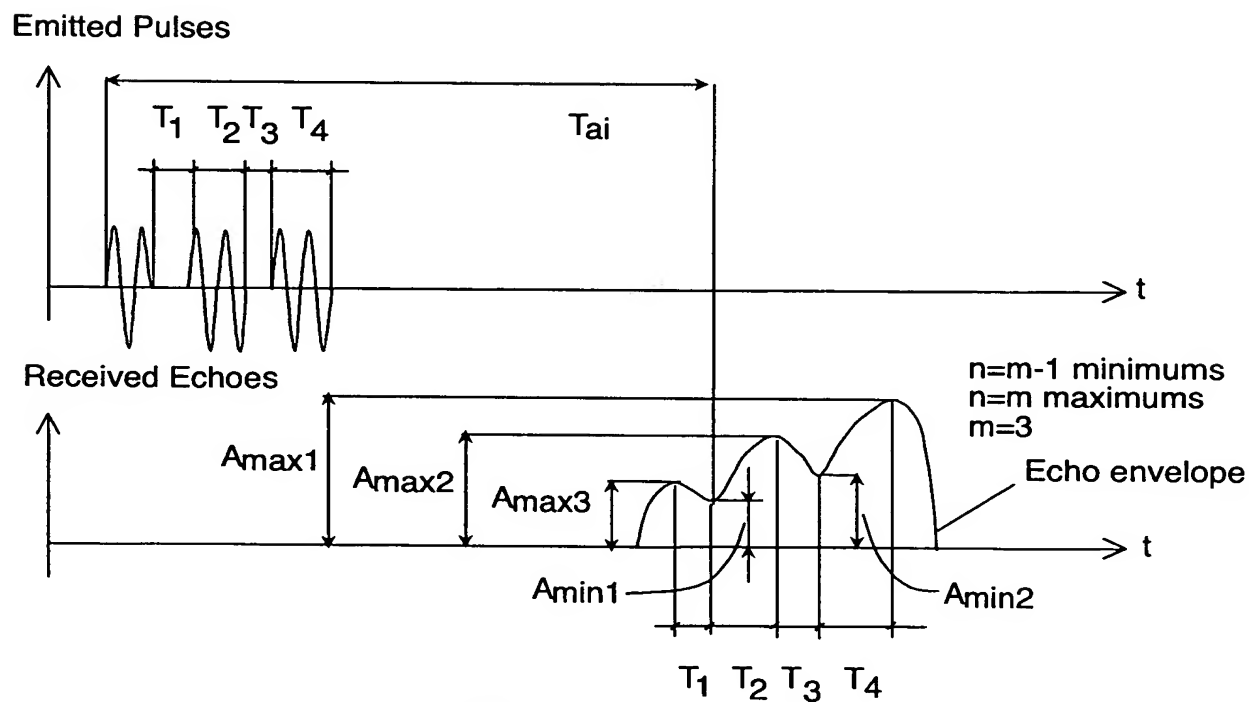 Emitted Pulses
T1 T2 T3 T4
Tai
t
Received Echoes
n=m-1 minimums
n=m maximums
m=3
Amax1
Amax2
Amax3
Echo envelope
t
Amin1
Amin2
T1 T2 T3 T4